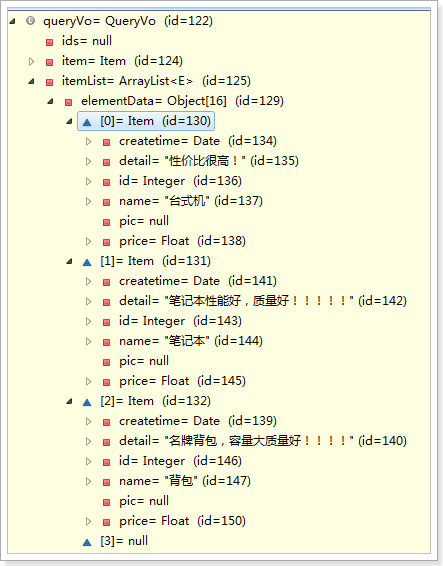 queryVo= QueryVo (id=122)
ids= null
item= Item (id=124)
itemList= ArrayList<E> (id=125)
elementData= Object[16] (id=129)
[0]= Item (id=130)
createtime= Date (id=134)
detail= "性价比很高！" (id=135)
id= Integer (id=136)
name= "台式机" (id=137)
pic= null
price= Float (id=138)
[1]= Item (id=131)
createtime= Date (id=141)
detail= "笔记本性能好，质量好！！！！！" (id=142)
id= Integer (id=143)
name= "笔记本" (id=144)
pic= null
price= Float (id=145)
[2]= Item (id=132)
createtime= Date (id=139)
detail= "名牌背包，容量大质量好！！！！" (id=140)
id= Integer (id=146)
name= "背包" (id=147)
pic= null
price= Float (id=150)
[3]= null